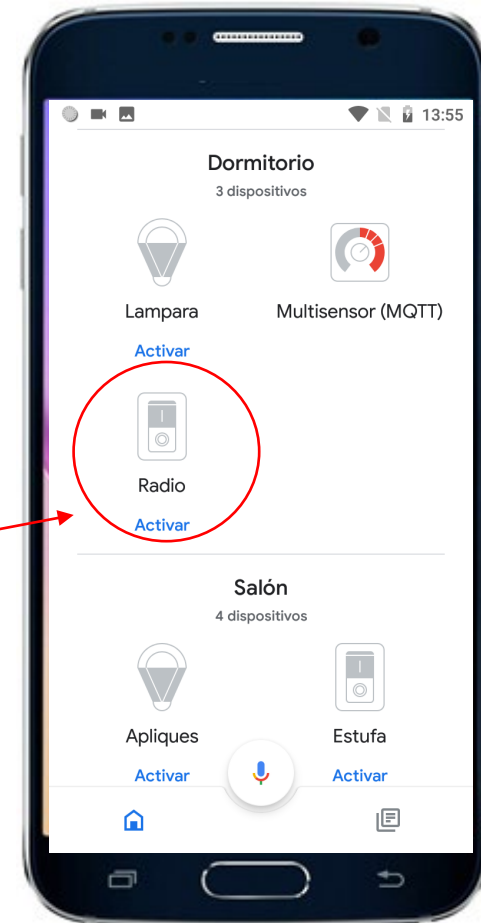 13:55
Dormitorio
3 dispositivos
Lampara
Multisensor (MQTT)
Activar
Radio
Activar
Salón
4 dispositivos
Apliques
Estufa
Activar
Activar